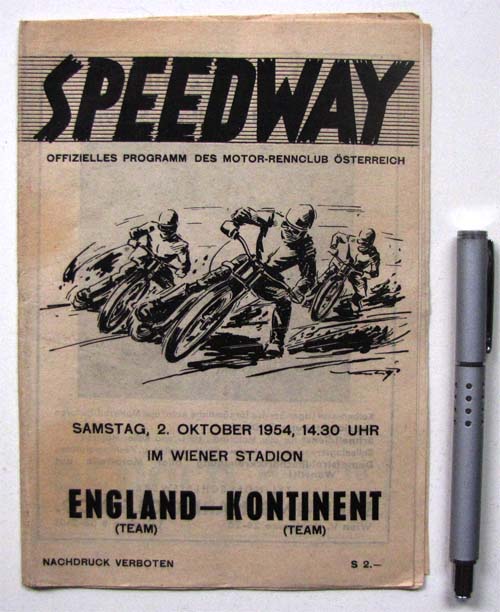 SPEEDWAY
OFFIZIELLES PROGRAMM DES MOTOR-RENNCLUB ÖSTERREICH
SAMSTAG, 2. OKTOBER 1954, 14.30 UHR
IM WIENER STADION
ENGLAND—KONTINENT
(TEAM) (TEAM)
NACHDRUCK VERBOTEN S 2.—